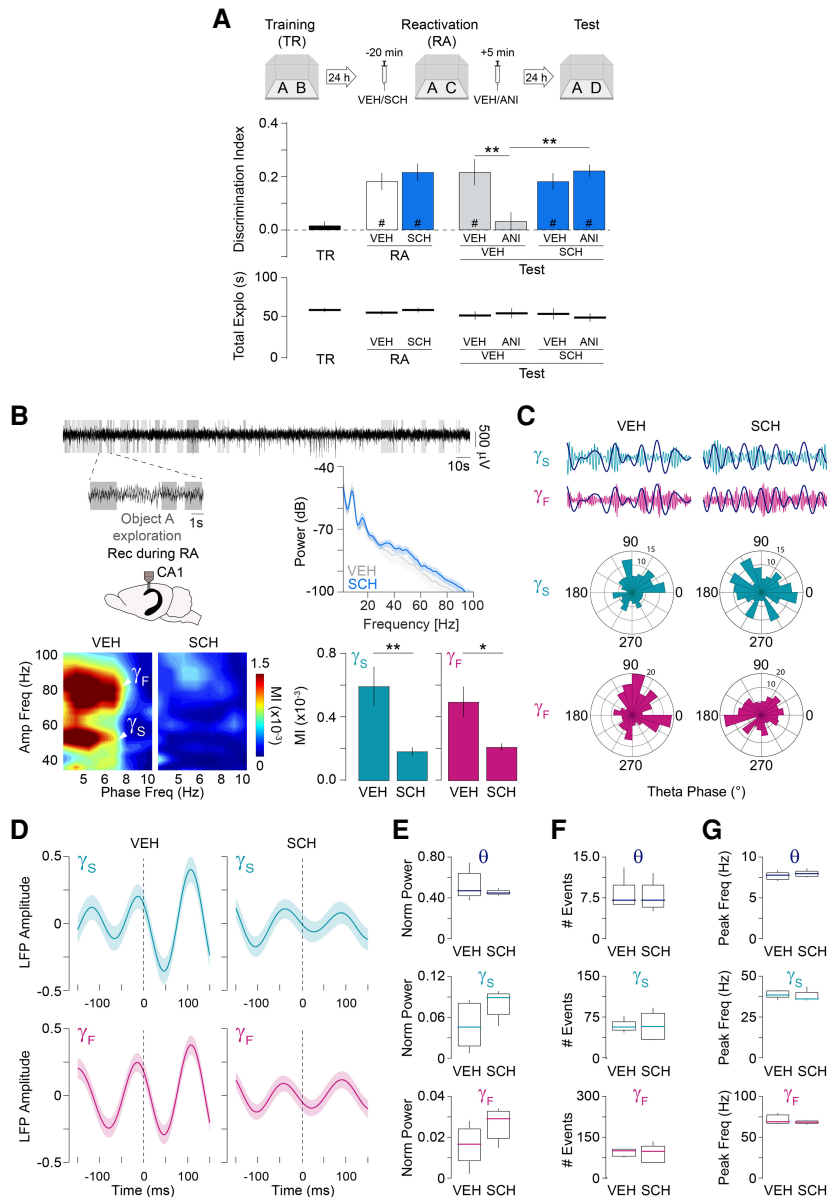 A
Training
(TR)
Reactivation
(RA)
Test
-20 min
+5 min
A B
24 h
A C
24 h
A D
VEH/SCH
VEH/ANI
Discrimination Index
0.4
0.2
0.0
**
**
# # # # #
VEH SCH VEH ANI VEH ANI
TR RA VEH SCH
Test
Total Explo (s)
100
50
0
VEH SCH VEH ANI VEH ANI
TR RA VEH SCH
Test
B
500 µV
10s
1s
Object A
exploration
Rec during RA
CA1
Power (dB)
-40
-70
-100
VEH
SCH
20 40 60 80 100
Frequency [Hz]
VEH SCH
Amp Freq (Hz)
100
80
60
40
γF
γS
5 6 7 8 10 5 6 7 8 10
Phase Freq (Hz)
1.5
0
MI (x10-3)
MI (X10-3)
0.8
0.4
0.0
γS
**
VEH SCH
γF
*
VEH SCH
C
VEH SCH
γS
γF
γS
90 15 10 180 0 270
90 15 10 180 0 270
γF
90 20 10 180 0 270
90 20 10 180 0 270
Theta Phase (°)
D
VEH SCH
LFP Amplitude
0.5
0
-0.5
γS γS
-100 0 100 -100 0 100
LFP Amplitude
0.5
0
-0.5
γF γF
-100 0 100 -100 0 100
Time (ms) Time (ms)
E
Norm Power
0.80
0.40
0
θ
VEH SCH
Norm Power
0.12
0.06
0
γS
VEH SCH
Norm Power
0.04
0.02
0
γF
VEH SCH
F
# Events
15.0
7.5
0
θ
VEH SCH
# Events
150
75
0
γS
VEH SCH
# Events
300
150
0
γF
VEH SCH
G
Peak Freq (Hz)
10
5
0
θ
VEH SCH
Peak Freq (Hz)
50
25
0
γS
VEH SCH
Peak Freq (Hz)
100
50
0
γF
VEH SCH